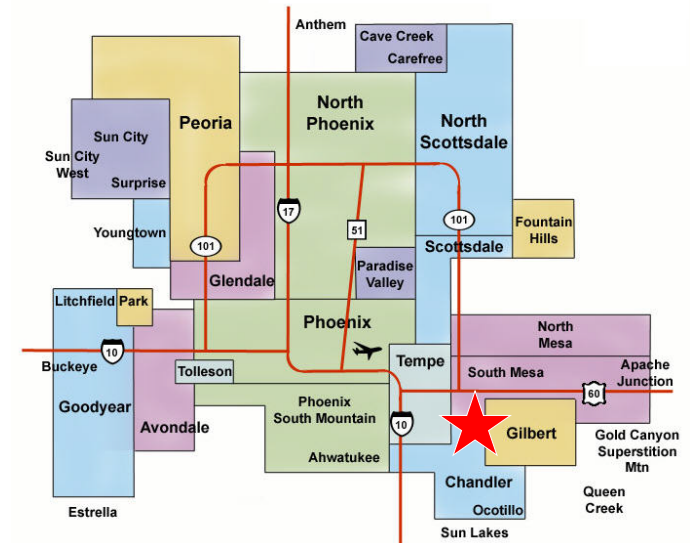 Anthem
Cave Creek
Carefree
North
Phoenix
Peoria
North
Scottsdale
Sun City
Sun City
West
Surprise
17
101
Fountain
Hills
Youngtown
51
101
Scottsdale
Paradise
Valley
Glendale
Litchfield Park
Phoenix
North
Mesa
10
Buckeye
Tolleson
Tempe
South Mesa
Apache
Junction
60
Goodyear
Avondale
Phoenix
South Mountain
10
Gilbert
Gold Canyon
Superstition
Mtn
Ahwatukee
Chandler
Queen
Creek
Estrella
Ocotillo
Sun Lakes